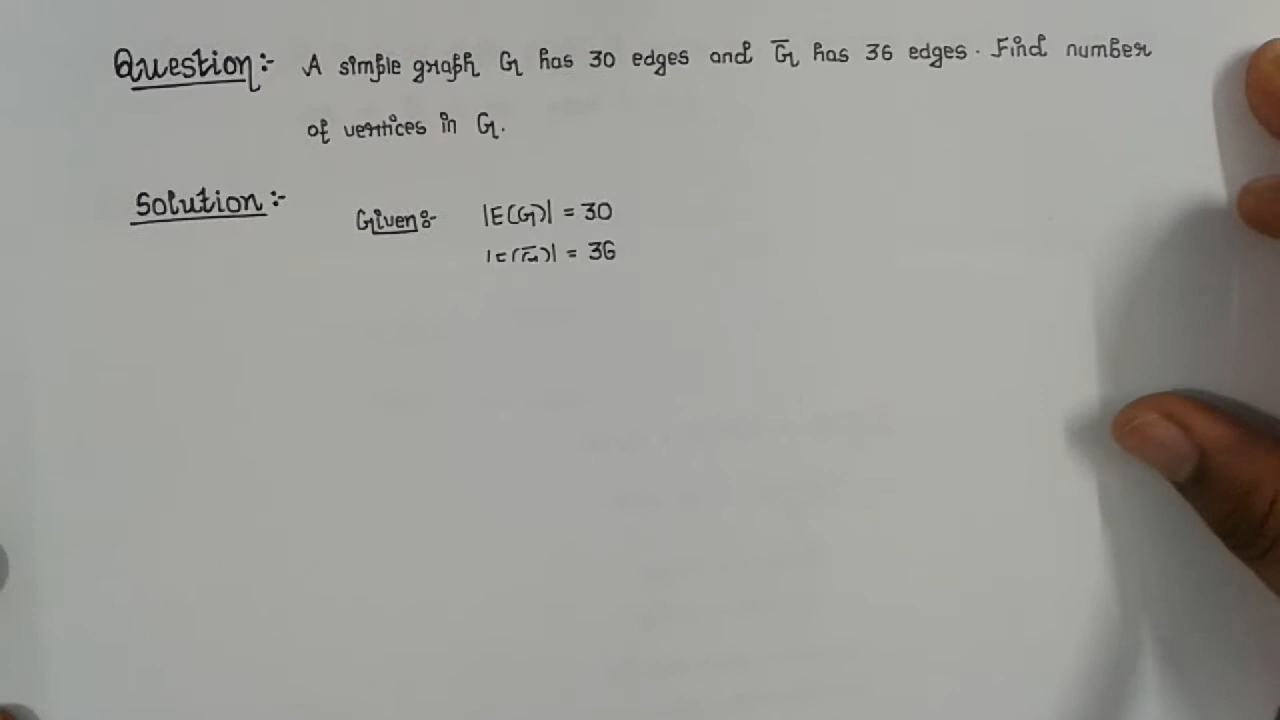 Question:- A simple graph G has 30 edges and G̅ has 36 edges. Find number
of vertices in G.
Solution:-
Given:- |E(G)| = 30
|E(G̅)| = 36